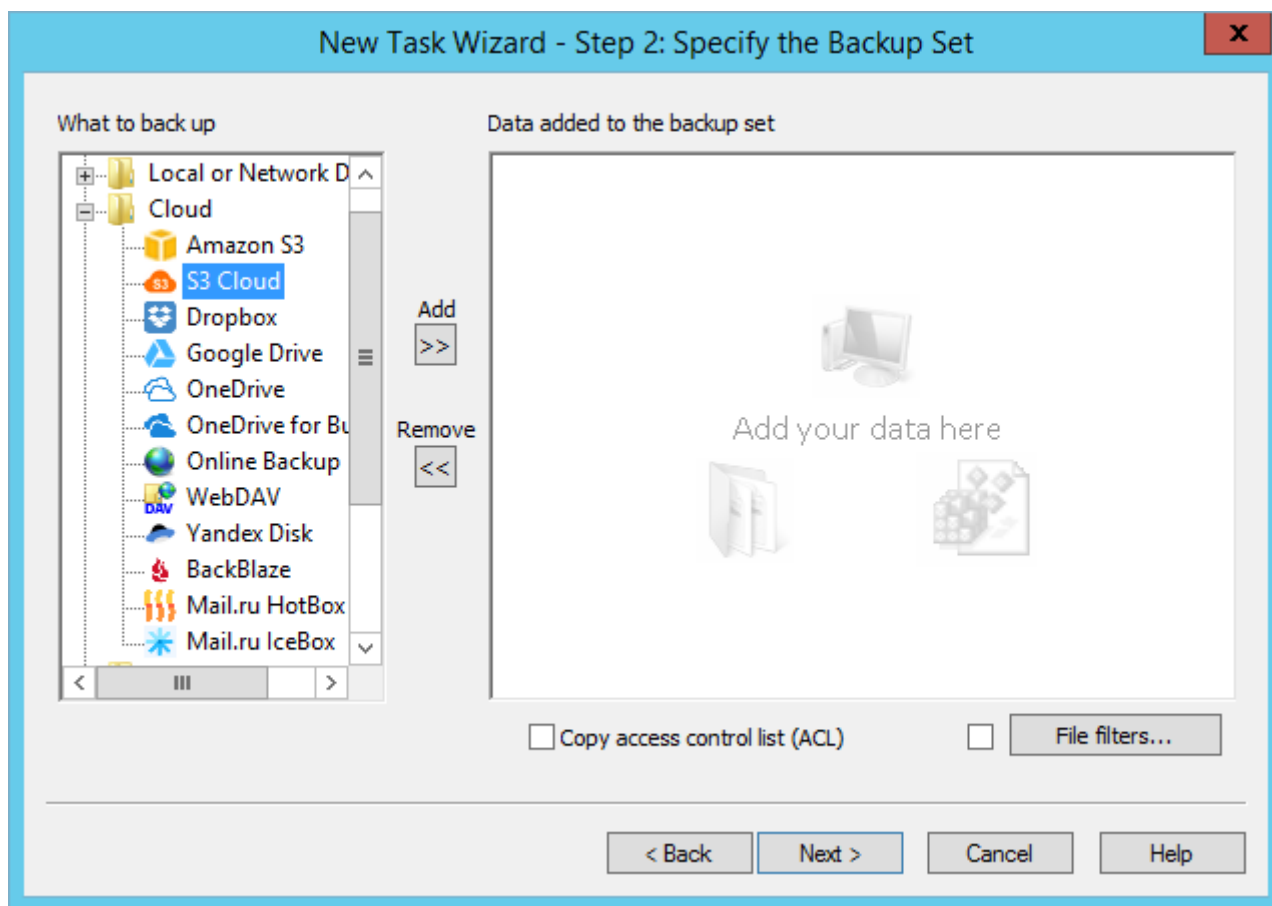 New Task Wizard - Step 2: Specify the Backup Set
x
What to back up
Data added to the backup set
Local or Network D
Cloud
Amazon S3
S3
S3 Cloud
Dropbox
Google Drive
OneDrive
OneDrive for Bu
Online Backup
DAV
WebDAV
Yandex Disk
BackBlaze
Mail.ru HotBox
Mail.ru IceBox
Add
>>
Remove
<<
Add your data here
Copy access control list (ACL)
File filters...
< Back
Next >
Cancel
Help